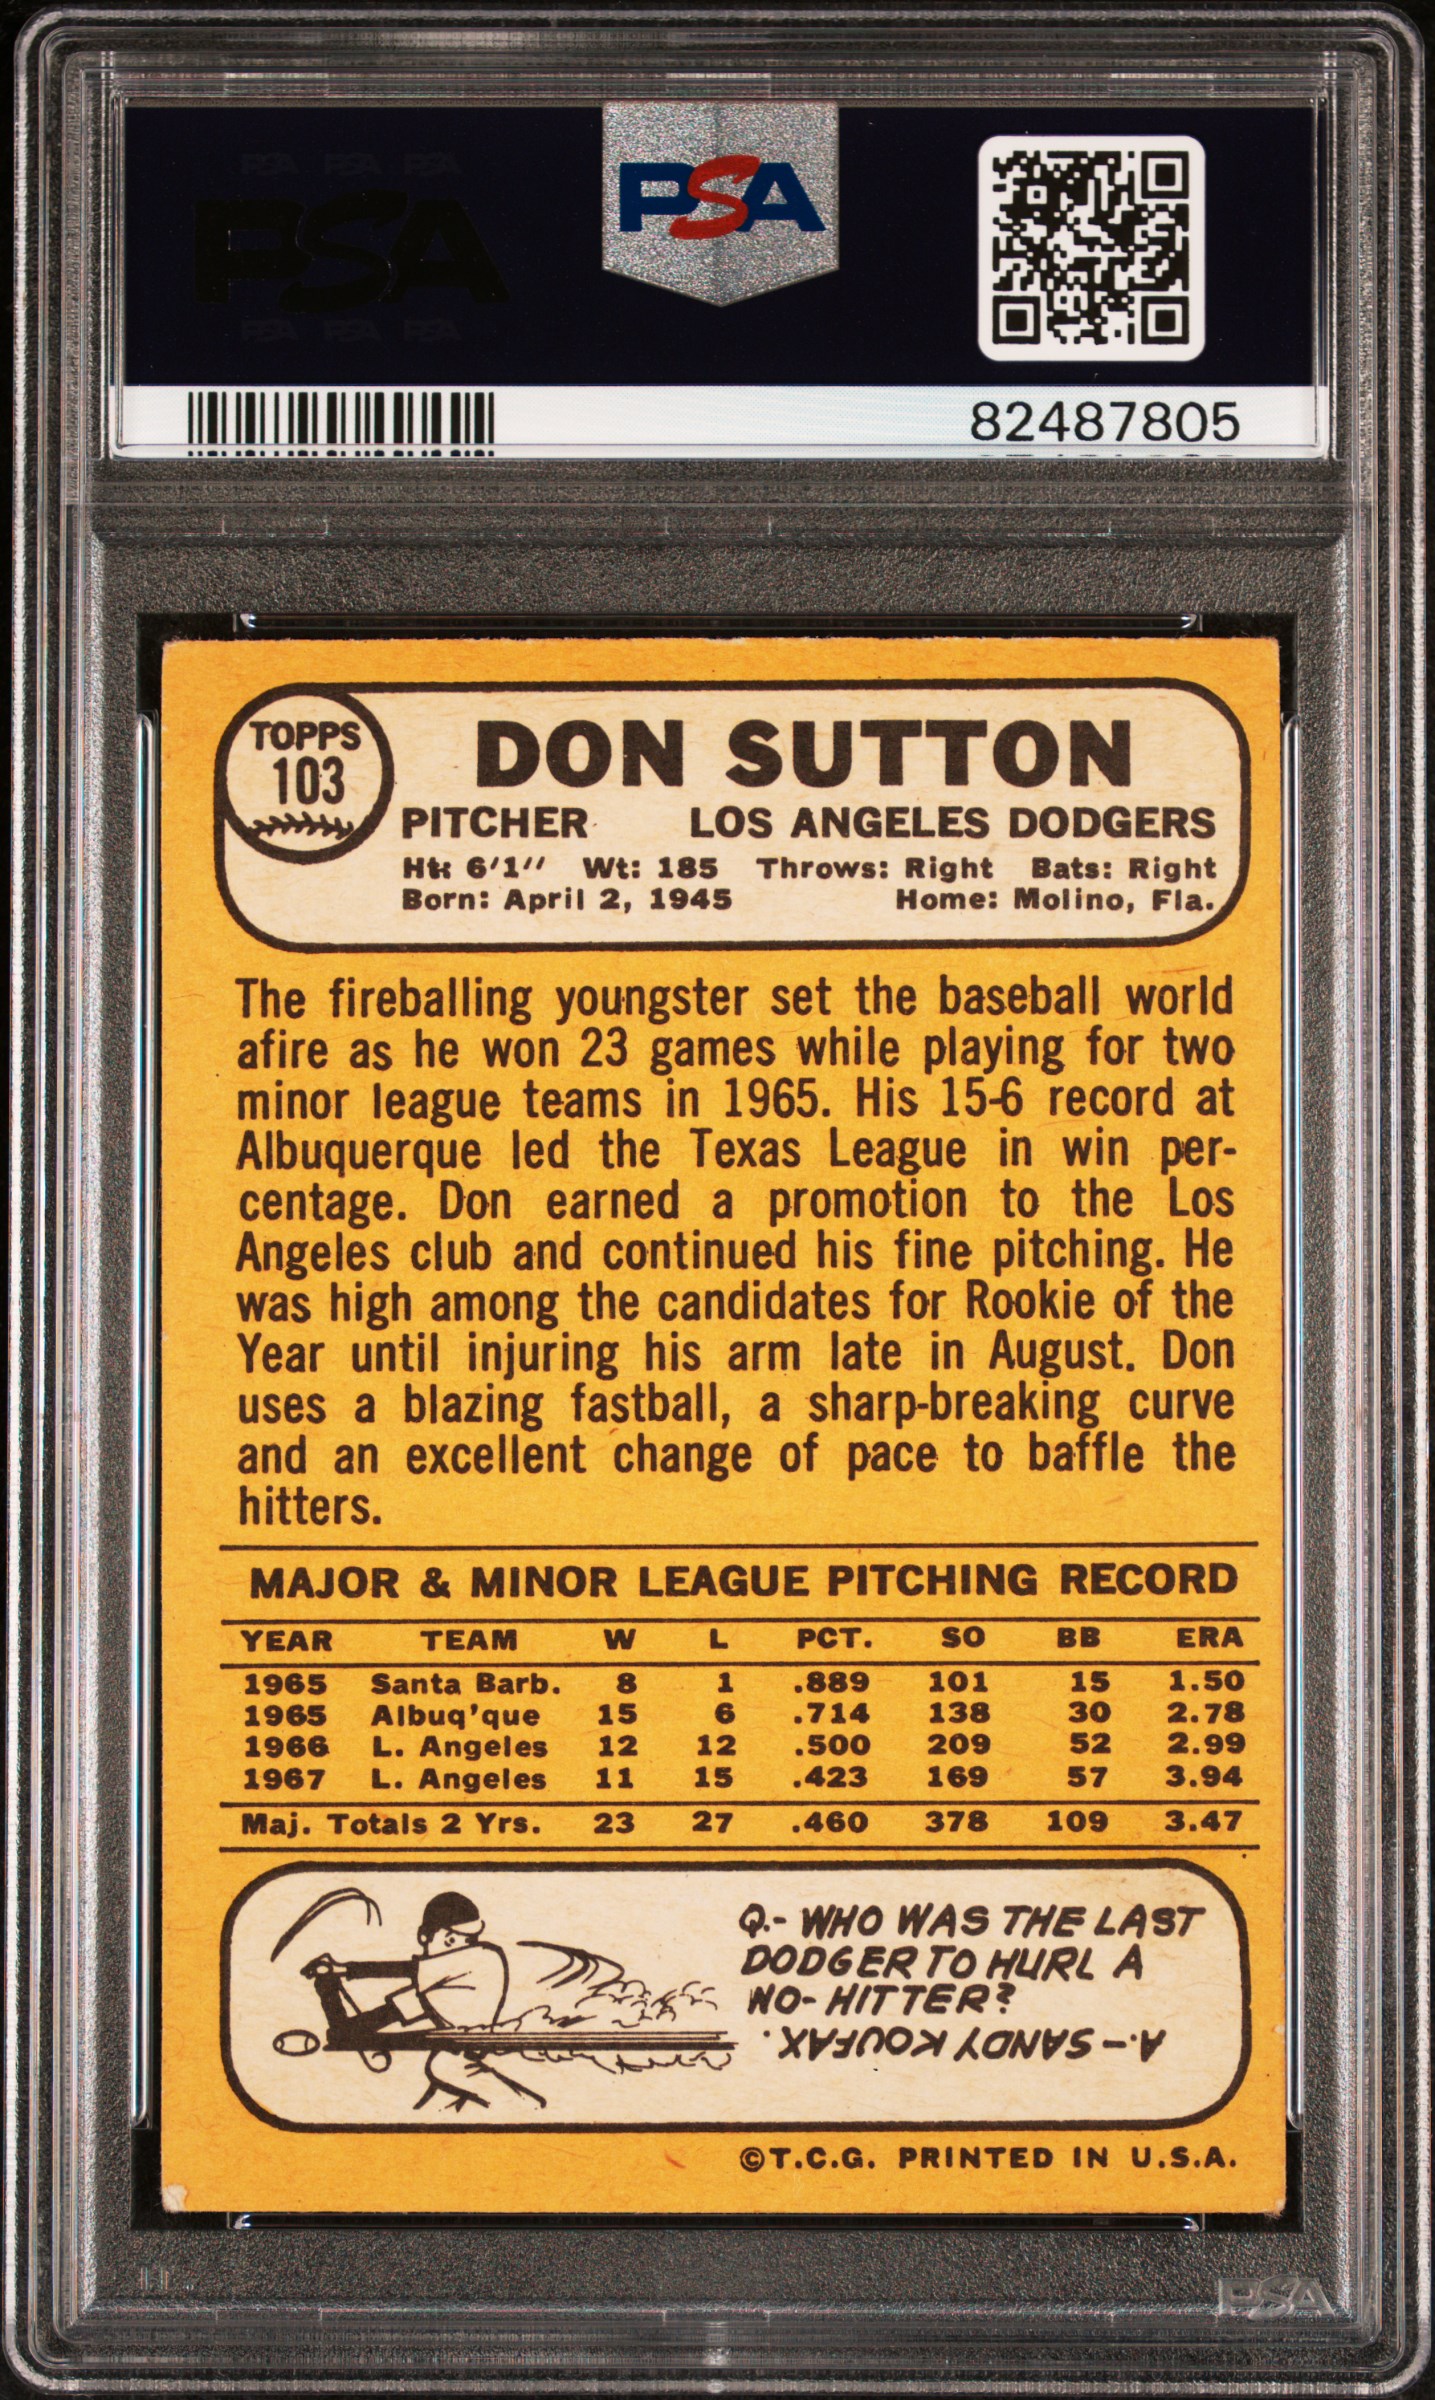 PSA PSA PSA
PSA
PSA
PSA PSA PSA
82487805
TOPPS
103
DON SUTTON
PITCHER LOS ANGELES DODGERS
Ht: 6'1" Wt: 185 Throws: Right Bats: Right
Born: April 2, 1945 Home: Molino, Fla.
The fireballing youngster set the baseball world
afire as he won 23 games while playing for two
minor league teams in 1965. His 15-6 record at
Albuquerque led the Texas League in win per-
centage. Don earned a promotion to the Los
Angeles club and continued his fine pitching. He
was high among the candidates for Rookie of the
Year until injuring his arm late in August. Don
uses a blazing fastball, a sharp-breaking curve
and an excellent change of pace to baffle the
hitters.
MAJOR & MINOR LEAGUE PITCHING RECORD
YEAR TEAM W L PCT. SO BB ERA
1965 Santa Barb. 8 1 .889 101 15 1.50
1965 Albuq'que 15 6 .714 138 30 2.78
1966 L. Angeles 12 12 .500 209 52 2.99
1967 L. Angeles 11 15 .423 169 57 3.94
Maj. Totals 2 Yrs. 23 27 .460 378 109 3.47
Q.- WHO WAS THE LAST
DODGER TO HURL A
NO-HITTER?
A.- SANDY KOUFAX.
©T.C.G. PRINTED IN U.S.A.
PSA